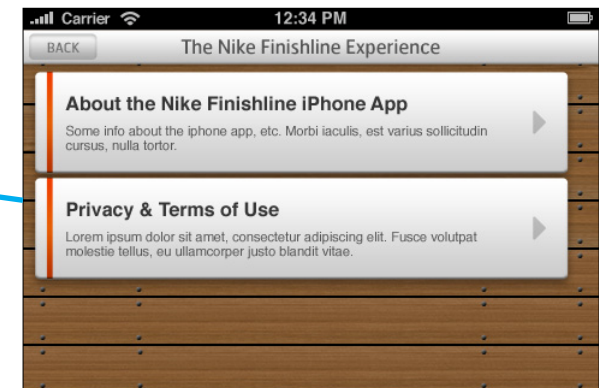 Carrier 12:34 PM
BACK The Nike Finishline Experience
About the Nike Finishline iPhone App
Some info about the iphone app, etc. Morbi iaculis, est varius sollicitudin
cursus, nulla tortor.
Privacy & Terms of Use
Lorem ipsum dolor sit amet, consectetur adipiscing elit. Fusce volutpat
molestie tellus, eu ullamcorper justo blandit vitae.